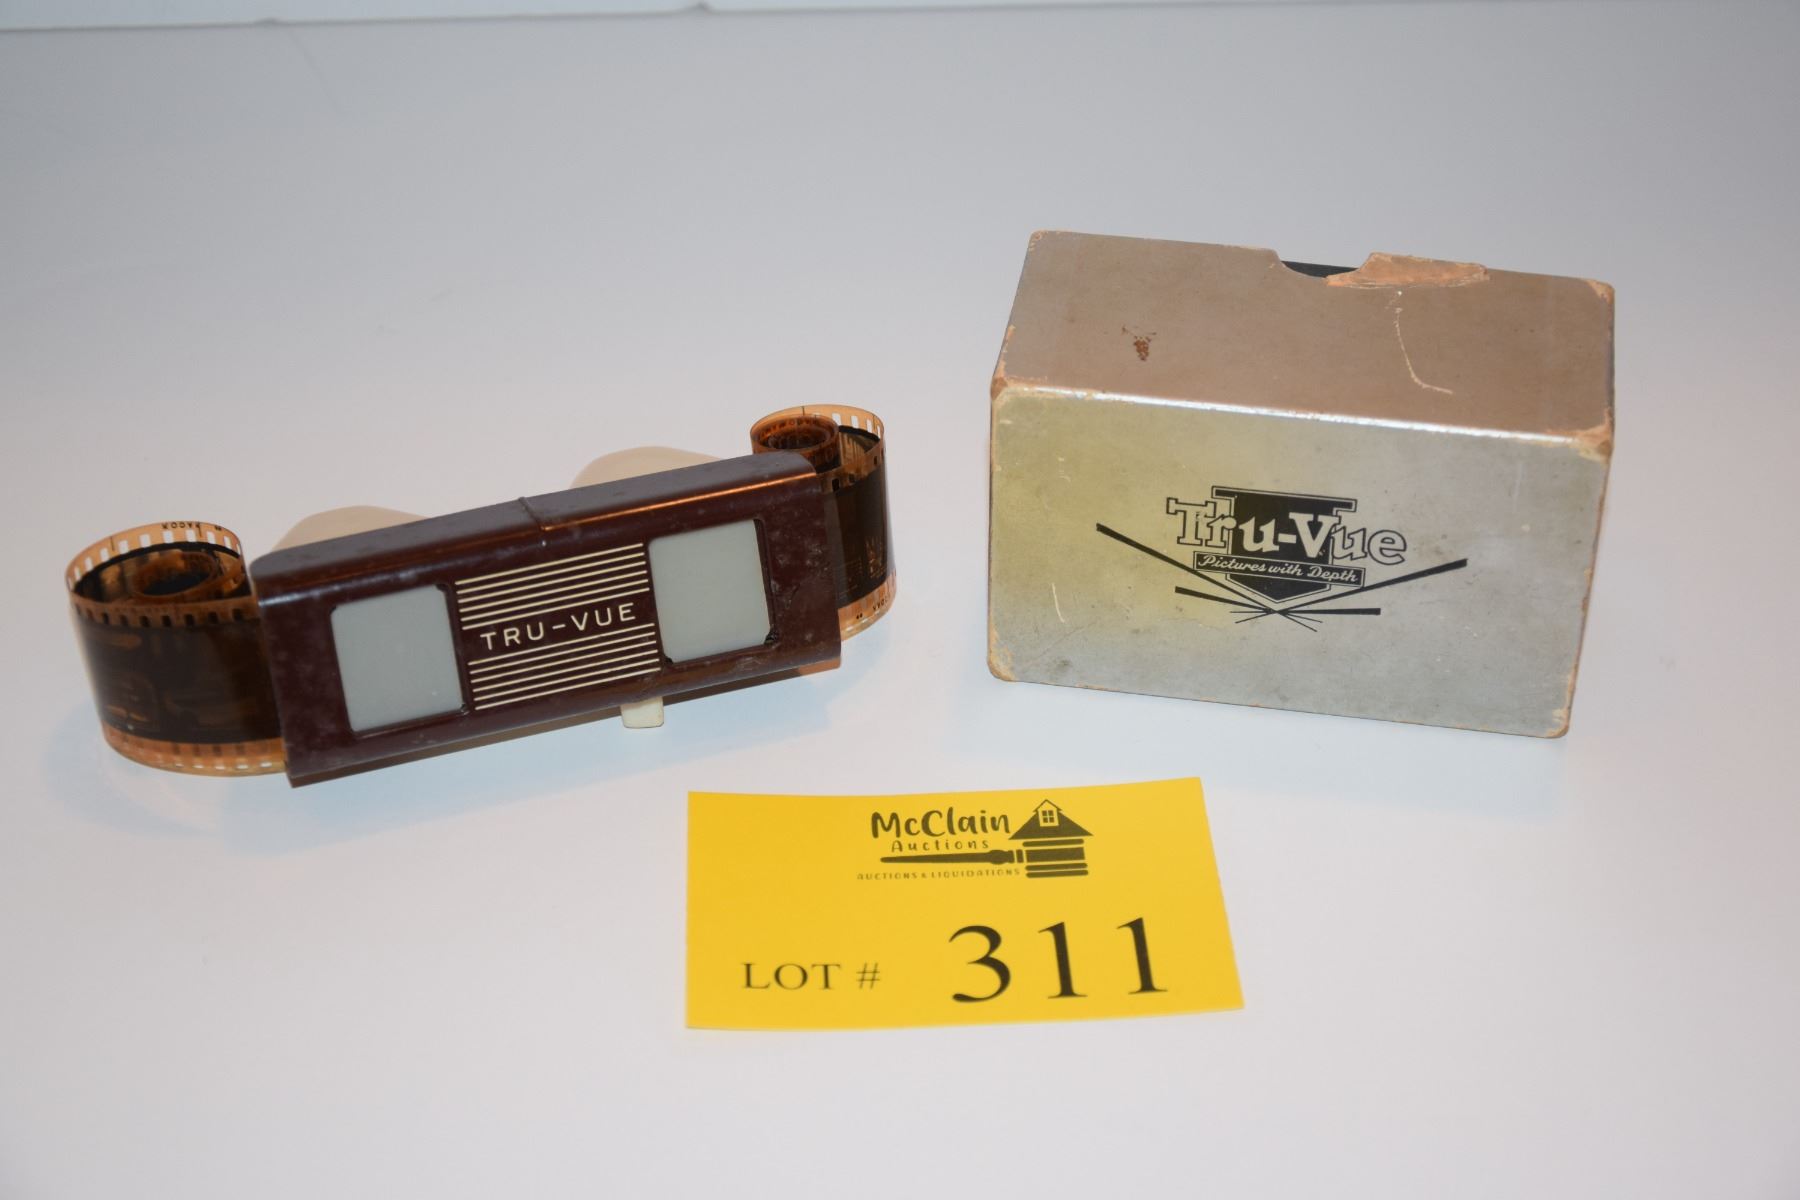 TRU-VUE
Tru-Vue
Pictures with Depth
McClain
Auctions
AUCTIONS & LIQUIDATIONS
LOT # 311